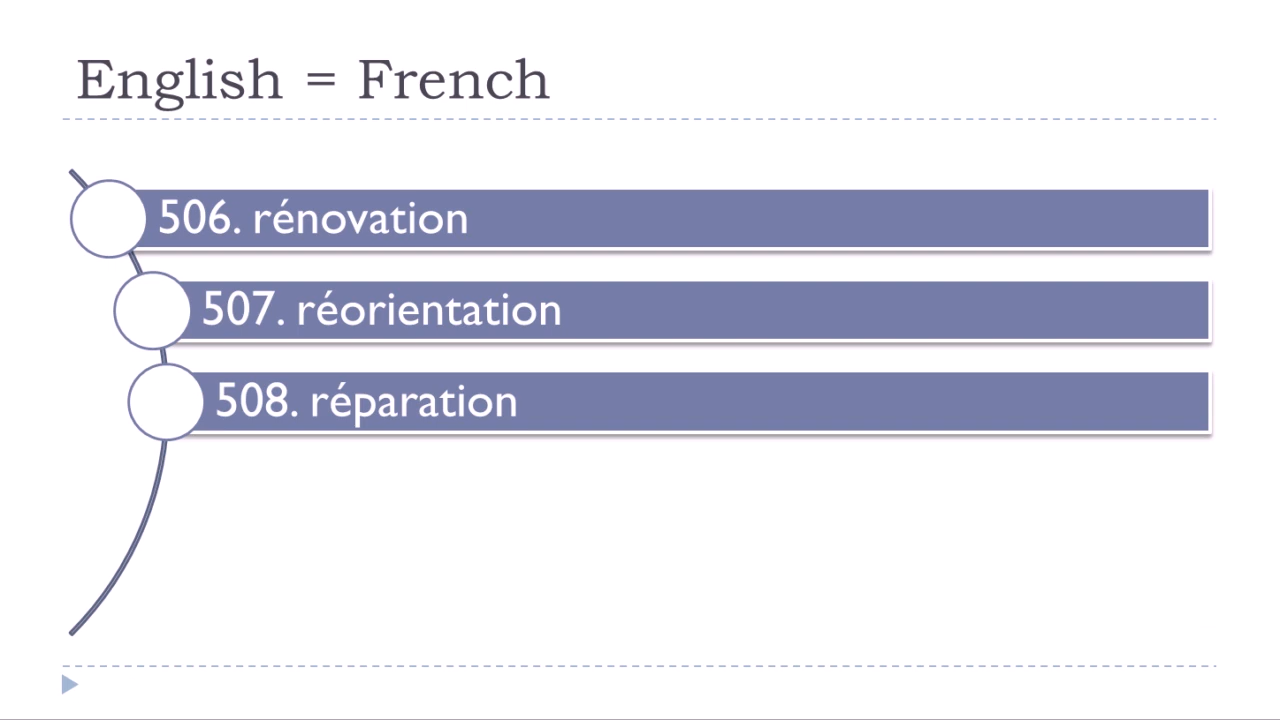 English = French
506. rénovation
507. réorientation
508. réparation